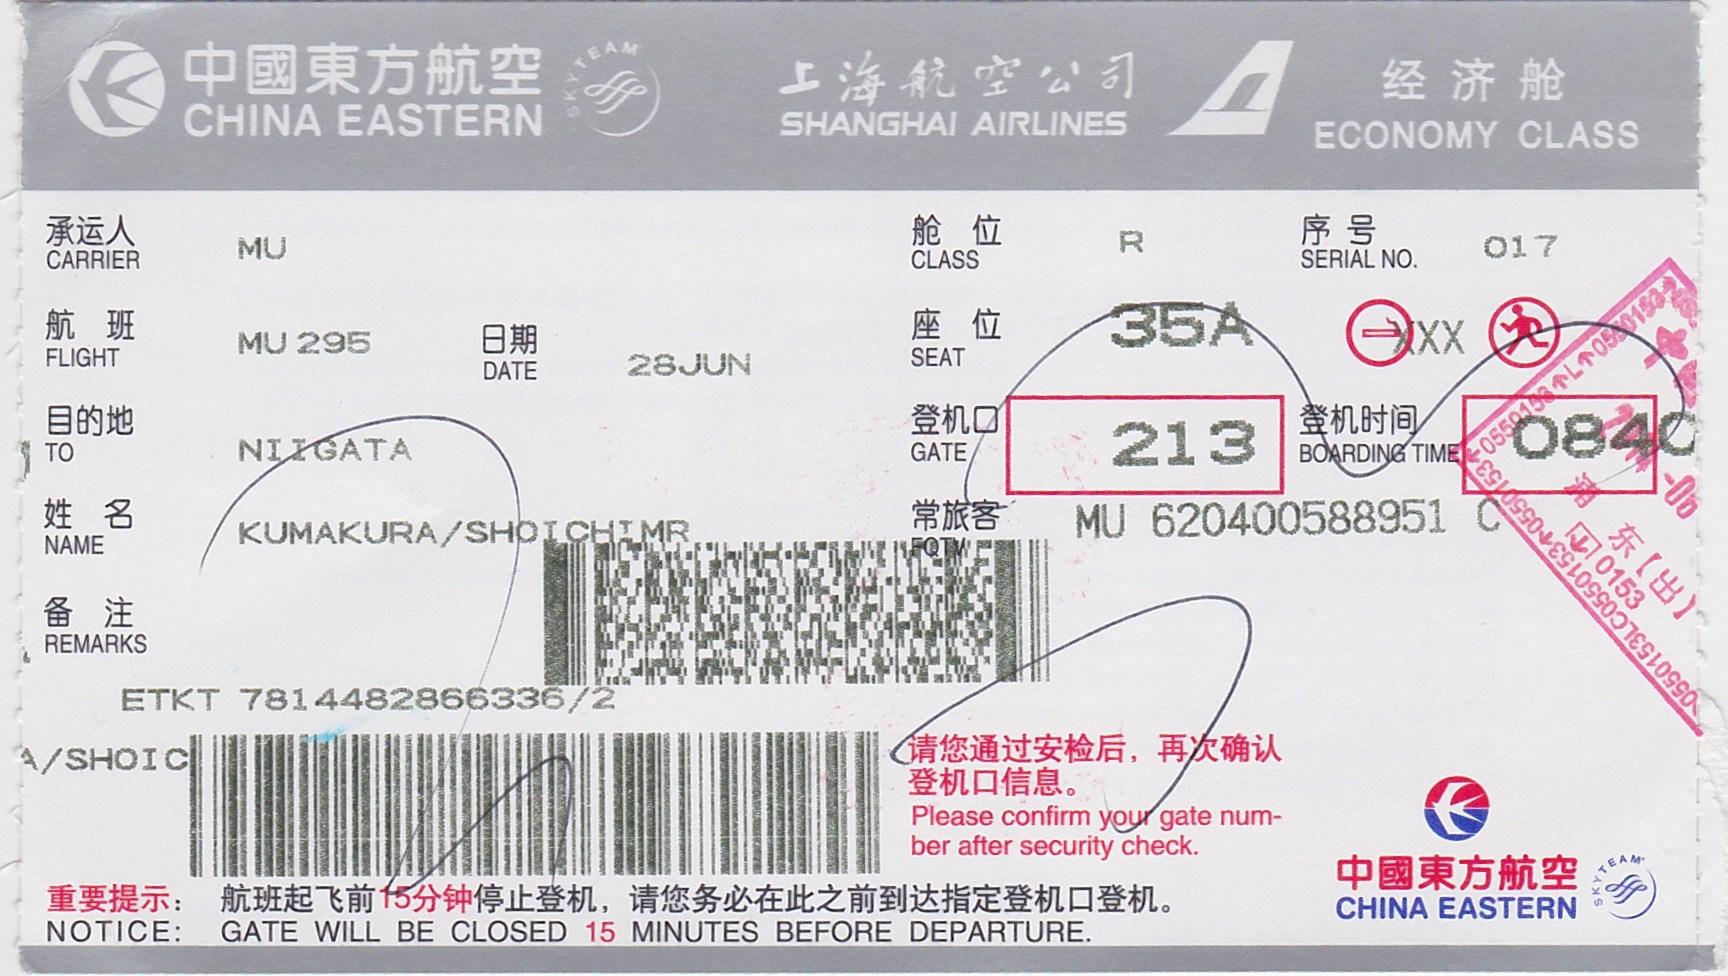 中國東方航空
CHINA EASTERN
SKYTEAM
上海航空公司
SHANGHAI AIRLINES
经济舱
ECONOMY CLASS
承运人
CARRIER
MU
舱 位
CLASS
R
序 号
SERIAL NO.
017
航 班
FLIGHT
MU 295
日期
DATE
28JUN
座 位
SEAT
35A
XXX
目的地
TO
NIIGATA
登机口
GATE
213
登机时间
BOARDING TIME
0840
姓 名
NAME
KUMAKURA/SHOICHIMR
常旅客
FQTV
MU 620400588951 C
备 注
REMARKS
ETKT 7814482866336/2
A/SHOIC
东【出】
0153
请您通过安检后，再次确认
登机口信息。
Please confirm your gate num-
ber after security check.
中國東方航空
CHINA EASTERN
SKYTEAM
重要提示： 航班起飞前15分钟停止登机，请您务必在此之前到达指定登机口登机。
NOTICE: GATE WILL BE CLOSED 15 MINUTES BEFORE DEPARTURE.